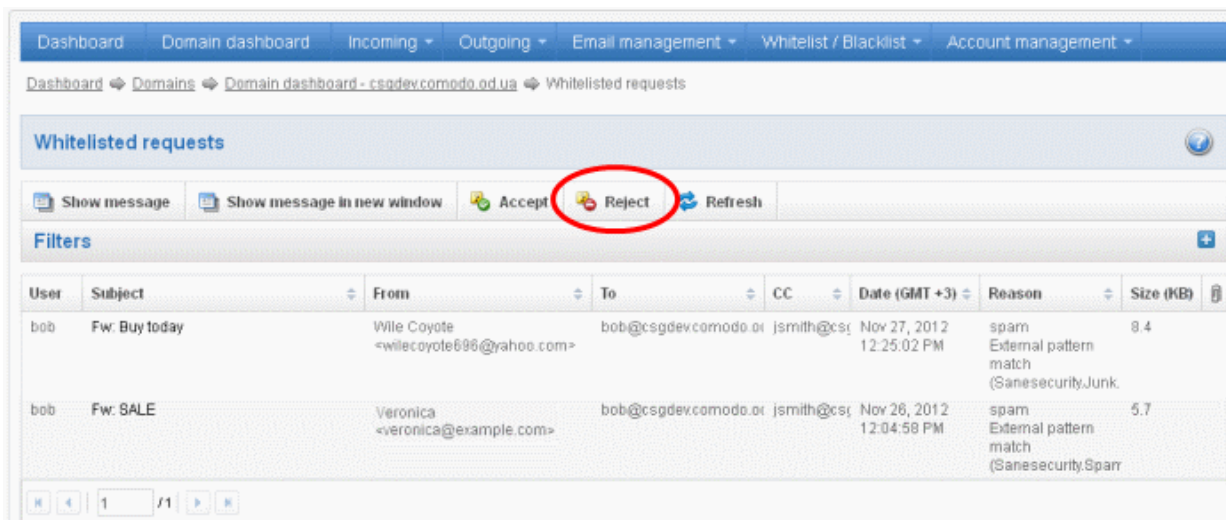 Dashboard Domain dashboard Incoming Outgoing Email management Whitelist / Blacklist Account management
Dashboard Domains Domain dashboard - csgdev.comodo.od.ua Whitelisted requests
Whitelisted requests
Show message Show message in new window Accept Reject Refresh
Filters
User Subject From To CC Date (GMT +3) Reason Size (KB)
bob Fw: Buy today Wile Coyote bob@csgdev.comodo.o jsmith@cs Nov 27, 2012 spam 8.4
<wilecoyote696@yahoo.com> 12:25:02 PM External pattern
match
(Sanesecurity.Junk.
bob Fw: SALE Veronica bob@csgdev.comodo.o jsmith@cs Nov 26, 2012 spam 5.7
<veronica@example.com> 12:04:58 PM External pattern
match
(Sanesecurity.Spam
1 /1